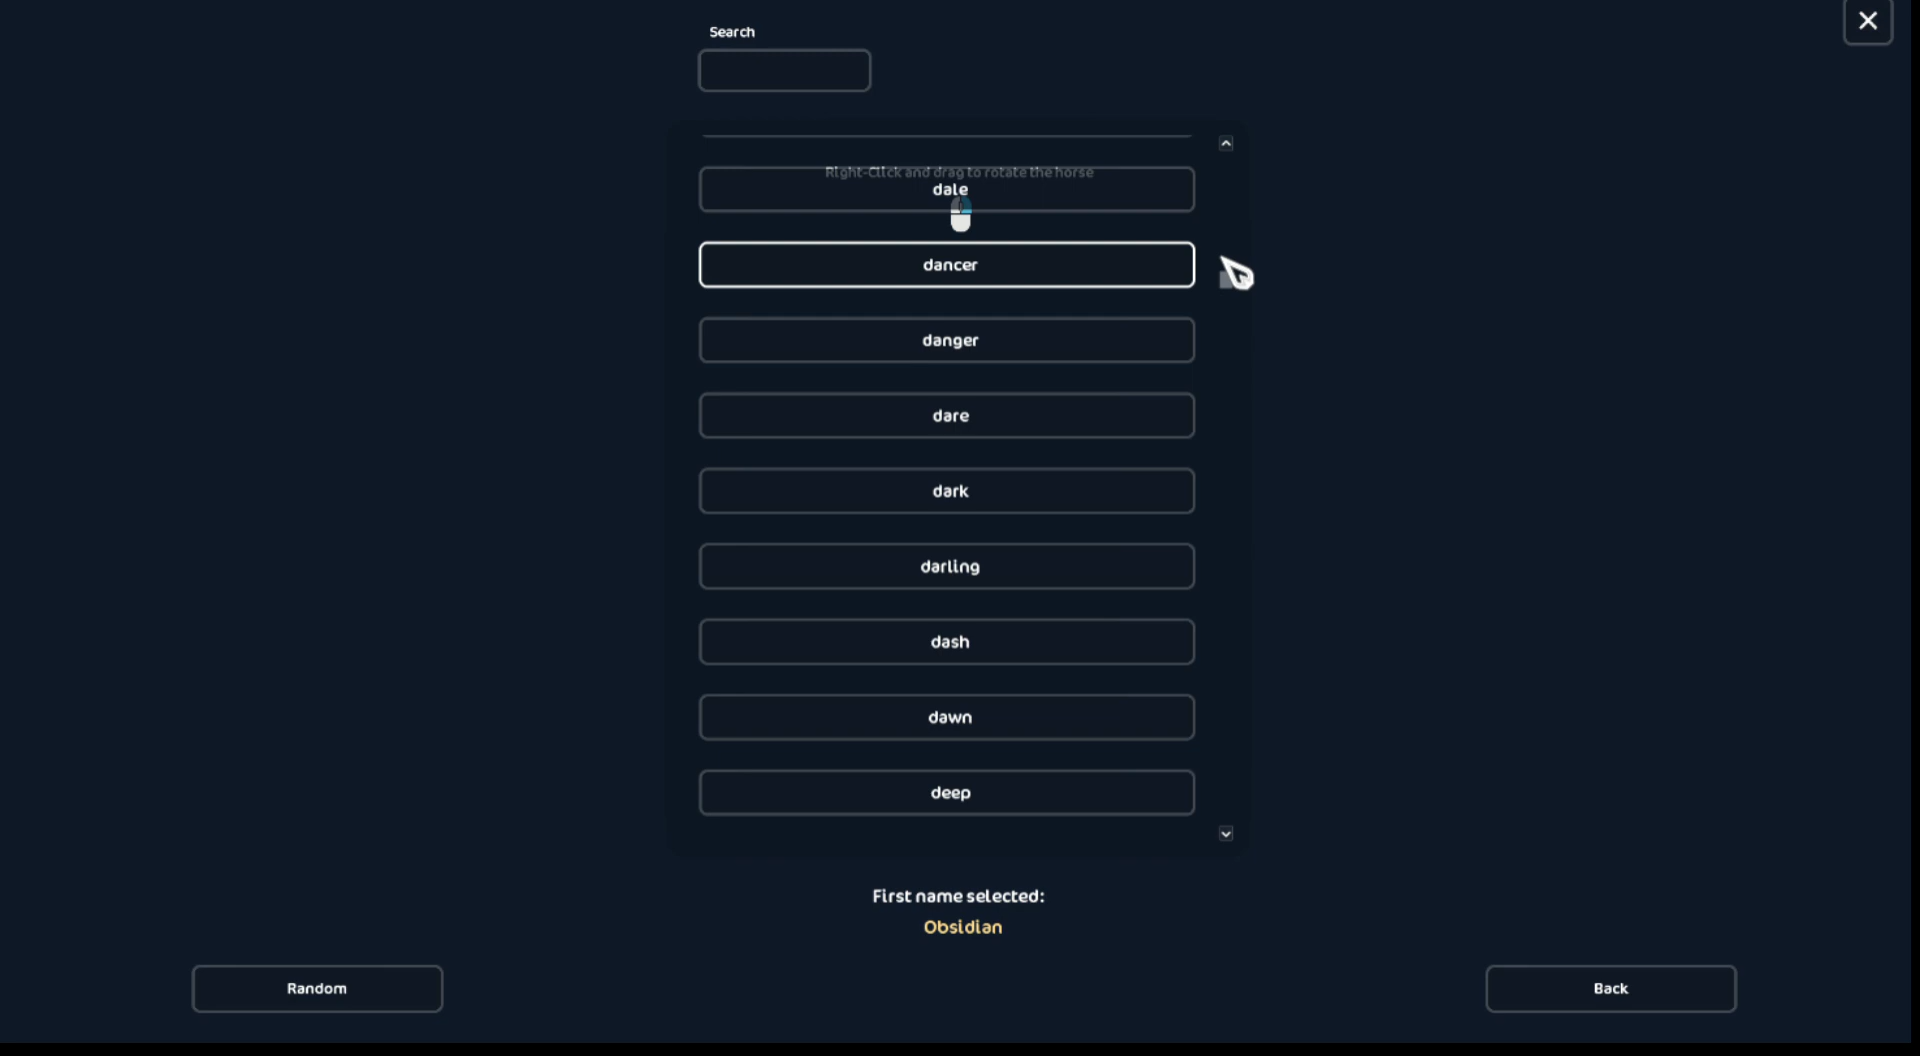 Search
Right-Click and drag to rotate the horse
dale
dancer
danger
dare
dark
darling
dash
dawn
deep
First name selected:
Obsidian
Random
Back